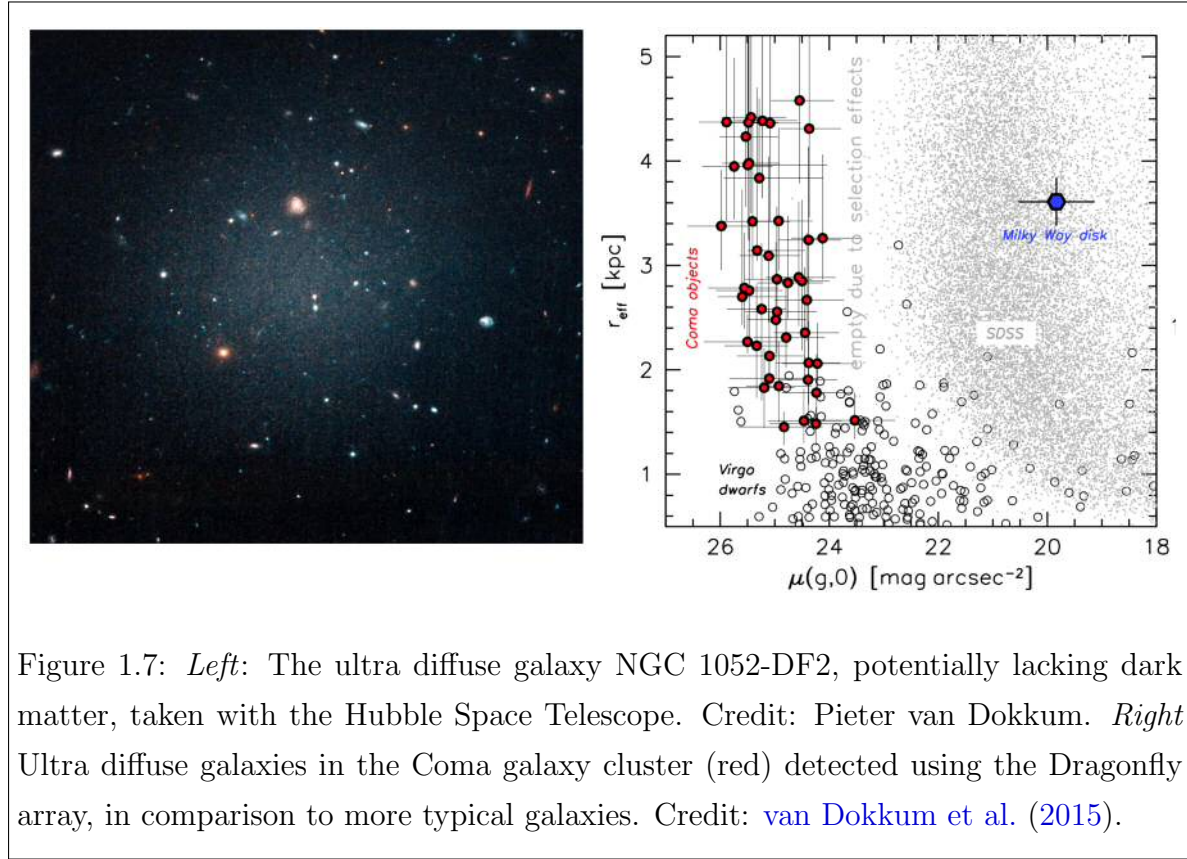 5
4
3
2
1
r_eff [kpc]
empty due to selection effects
Coma objects
Milky Way disk
SDSS
Virgo
dwarfs
26 24 22 20 18
μ(g,0) [mag arcsec⁻²]
Figure 1.7: Left: The ultra diffuse galaxy NGC 1052-DF2, potentially lacking dark
matter, taken with the Hubble Space Telescope. Credit: Pieter van Dokkum. Right
Ultra diffuse galaxies in the Coma galaxy cluster (red) detected using the Dragonfly
array, in comparison to more typical galaxies. Credit: van Dokkum et al. (2015).